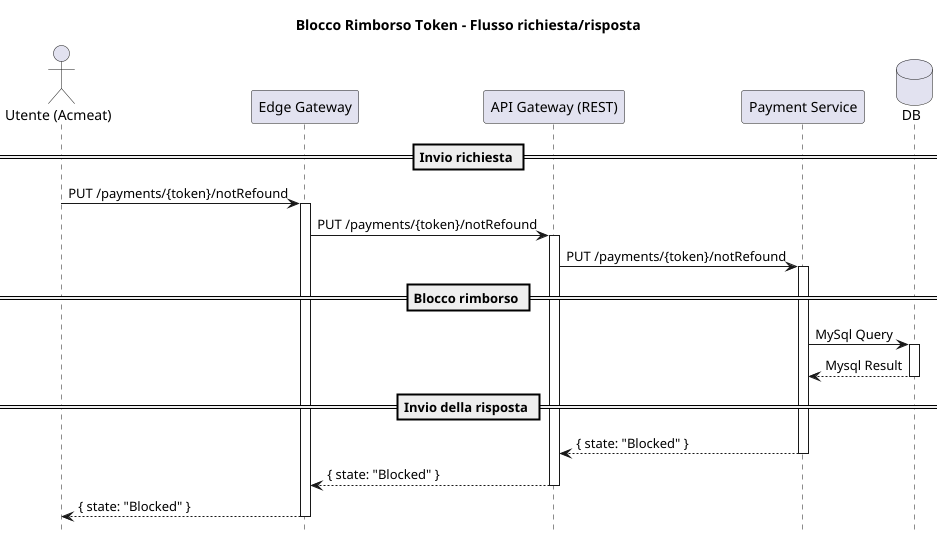 Blocco Rimborso Token - Flusso richiesta/risposta
Utente (Acmeat)
Edge Gateway
API Gateway (REST)
Payment Service
DB
Invio richiesta
PUT /payments/{token}/notRefound
PUT /payments/{token}/notRefound
PUT /payments/{token}/notRefound
Blocco rimborso
MySql Query
Mysql Result
Invio della risposta
{ state: "Blocked" }
{ state: "Blocked" }
{ state: "Blocked" }